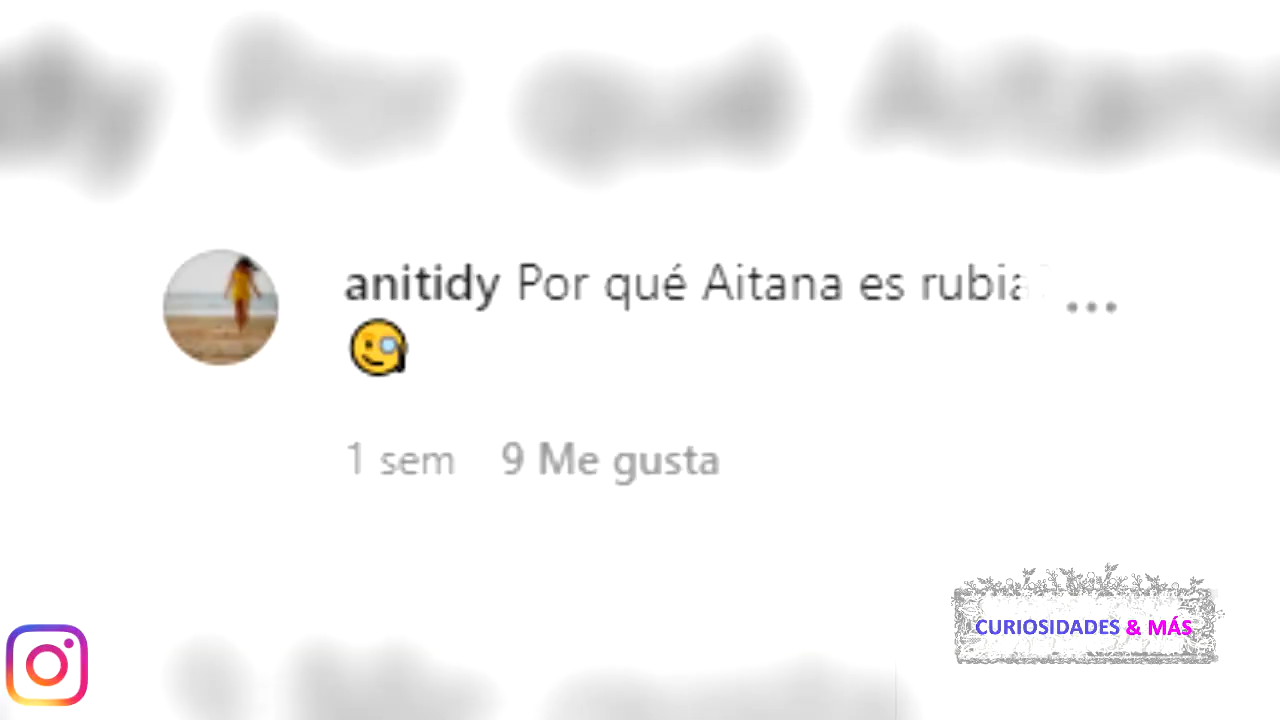 anitidy Por qué Aitana es rubia?
1 sem 9 Me gusta
CURIOSIDADES & MÁS